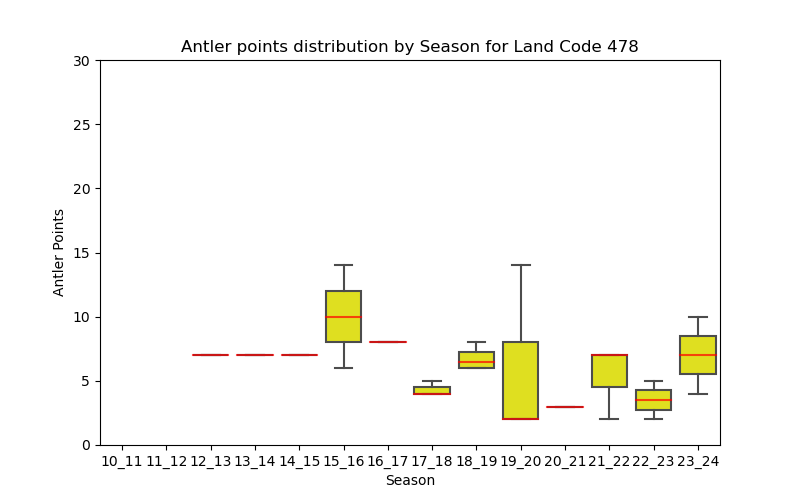 Antler points distribution by Season for Land Code 478
30
25
20
15
10
5
0
Antler Points
10_11 11_12 12_13 13_14 14_15 15_16 16_17 17_18 18_19 19_20 20_21 21_22 22_23 23_24
Season